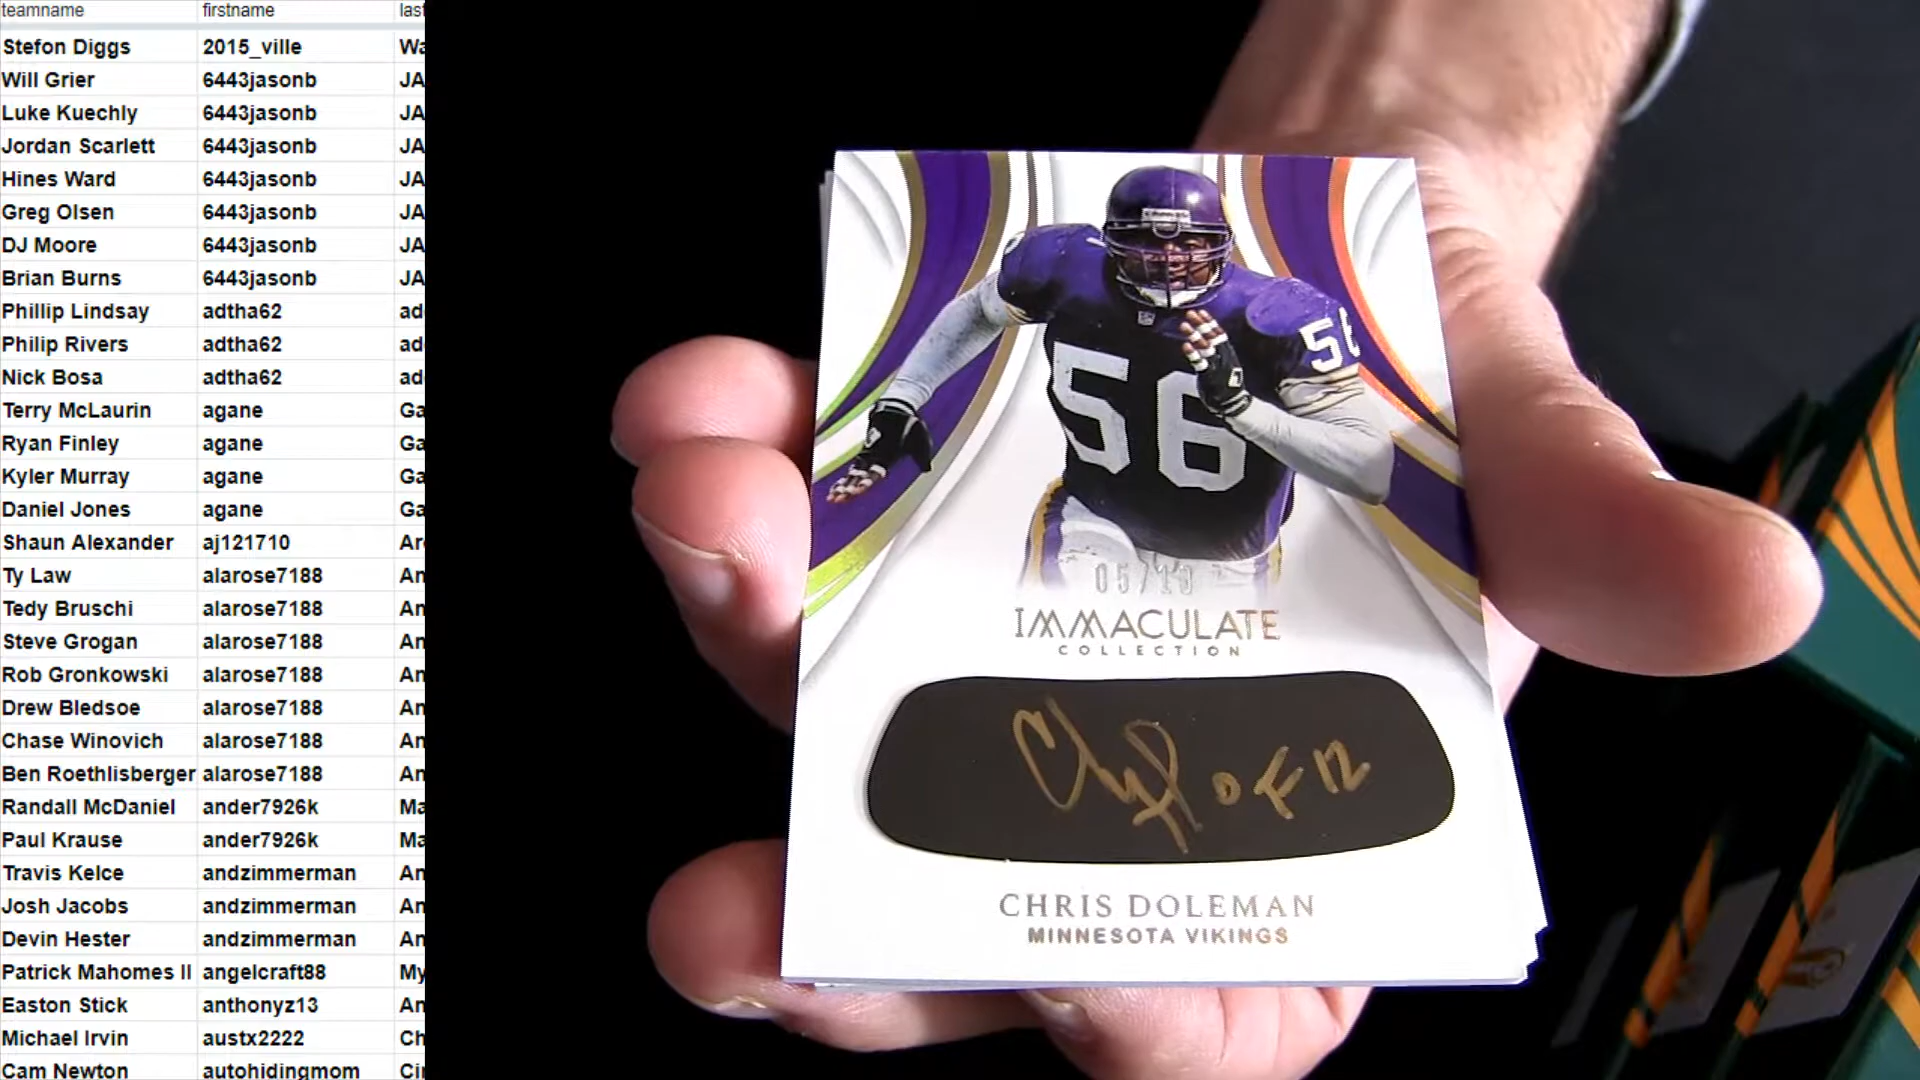 teamname firstname las
Stefon Diggs 2015_ville Wa
Will Grier 6443jasonb JA
Luke Kuechly 6443jasonb JA
Jordan Scarlett 6443jasonb JA
Hines Ward 6443jasonb JA
Greg Olsen 6443jasonb JA
DJ Moore 6443jasonb JA
Brian Burns 6443jasonb JA
Phillip Lindsay adtha62 ad
Philip Rivers adtha62 ad
Nick Bosa adtha62 ad
Terry McLaurin agane Ga
Ryan Finley agane Ga
Kyler Murray agane Ga
Daniel Jones agane Ga
Shaun Alexander aj121710 Ar
Ty Law alarose7188 An
Tedy Bruschi alarose7188 An
Steve Grogan alarose7188 An
Rob Gronkowski alarose7188 An
Drew Bledsoe alarose7188 An
Chase Winovich alarose7188 An
Ben Roethlisberger alarose7188 An
Randall McDaniel ander7926k Ma
Paul Krause ander7926k Ma
Travis Kelce andzimmerman An
Josh Jacobs andzimmerman An
Devin Hester andzimmerman An
Patrick Mahomes II angelcraft88 My
Easton Stick anthonyz13 An
Michael Irvin austx2222 Ch
Cam Newton autohidingmom Ci
56
56
05/10
IMMACULATE
COLLECTION
CHRIS DOLEMAN
MINNESOTA VIKINGS